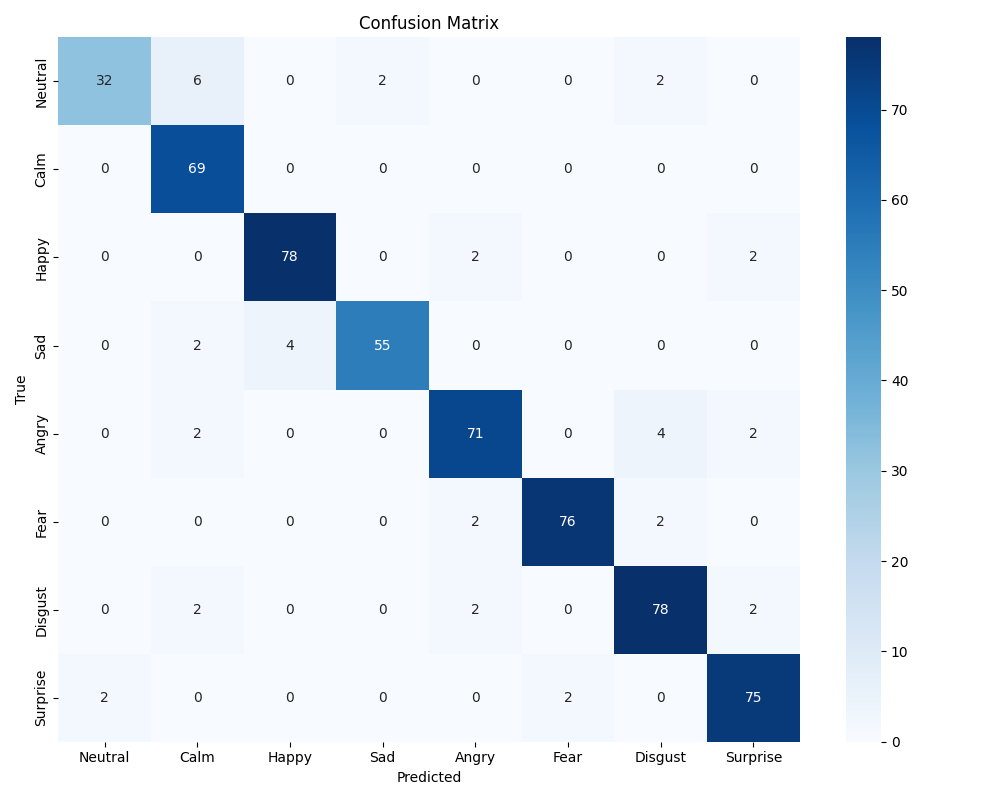 Confusion Matrix
Neutral 32 6 0 2 0 0 2 0
Calm 0 69 0 0 0 0 0 0
Happy 0 0 78 0 2 0 0 2
Sad 0 2 4 55 0 0 0 0
Angry 0 2 0 0 71 0 4 2
Fear 0 0 0 0 2 76 2 0
Disgust 0 2 0 0 2 0 78 2
Surprise 2 0 0 0 0 2 0 75
True
Neutral Calm Happy Sad Angry Fear Disgust Surprise
Predicted
70
60
50
40
30
20
10
0